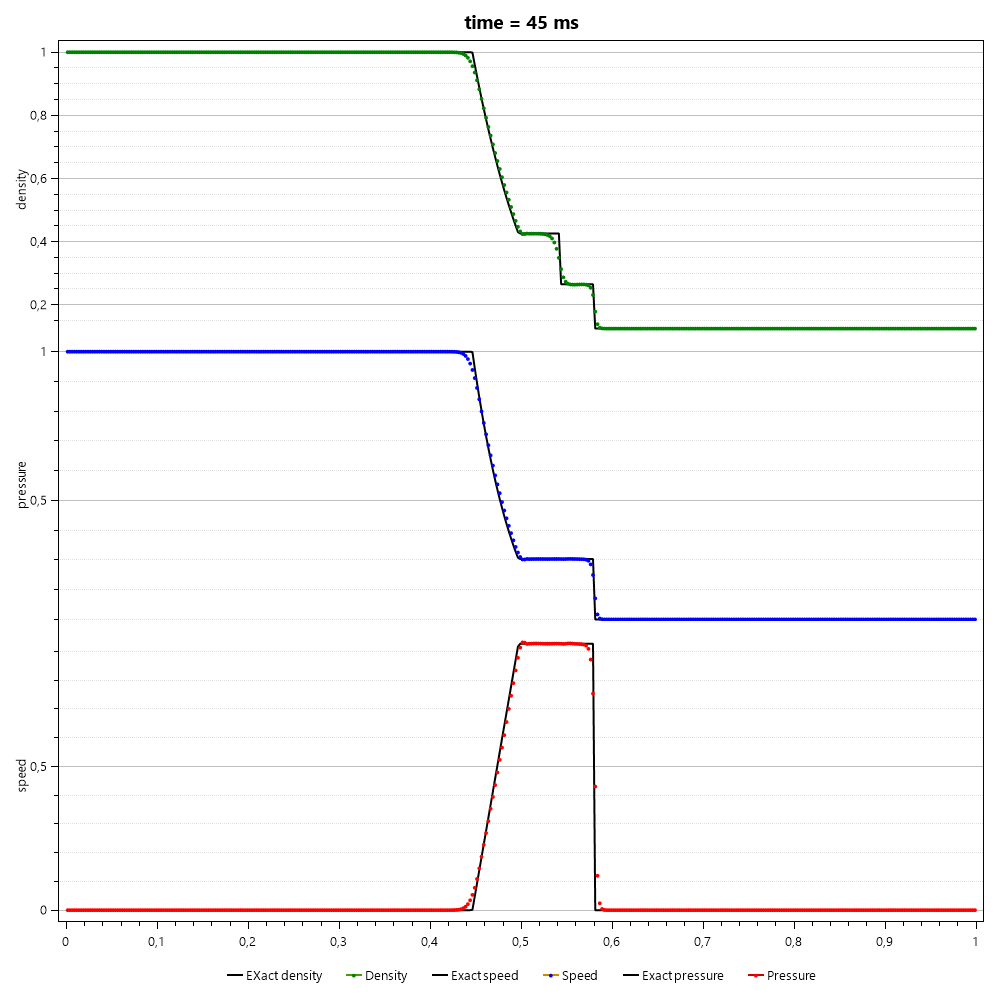 time = 45 ms
1
0,8
0,6
0,4
0,2
density
1
0,5
pressure
0,5
0
speed
0 0,1 0,2 0,3 0,4 0,5 0,6 0,7 0,8 0,9 1
EXact density Density Exact speed Speed Exact pressure Pressure